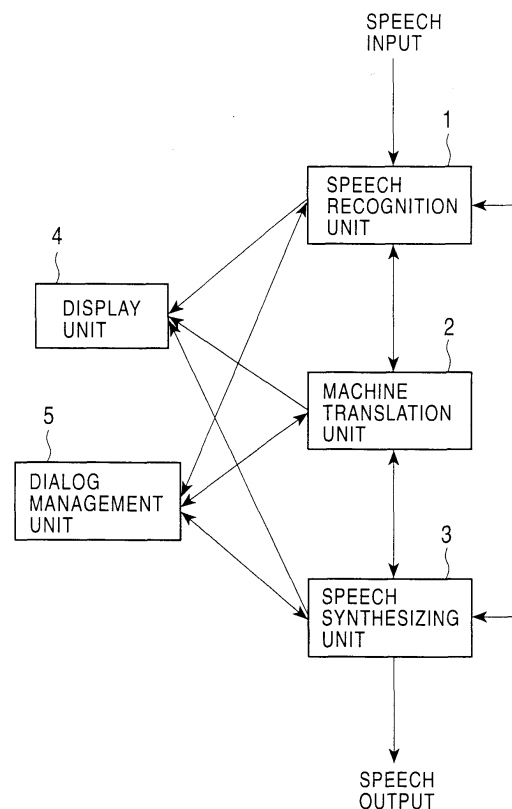 SPEECH
INPUT
1
SPEECH
RECOGNITION
UNIT
4
DISPLAY
UNIT
2
MACHINE
TRANSLATION
UNIT
5
DIALOG
MANAGEMENT
UNIT
3
SPEECH
SYNTHESIZING
UNIT
SPEECH
OUTPUT